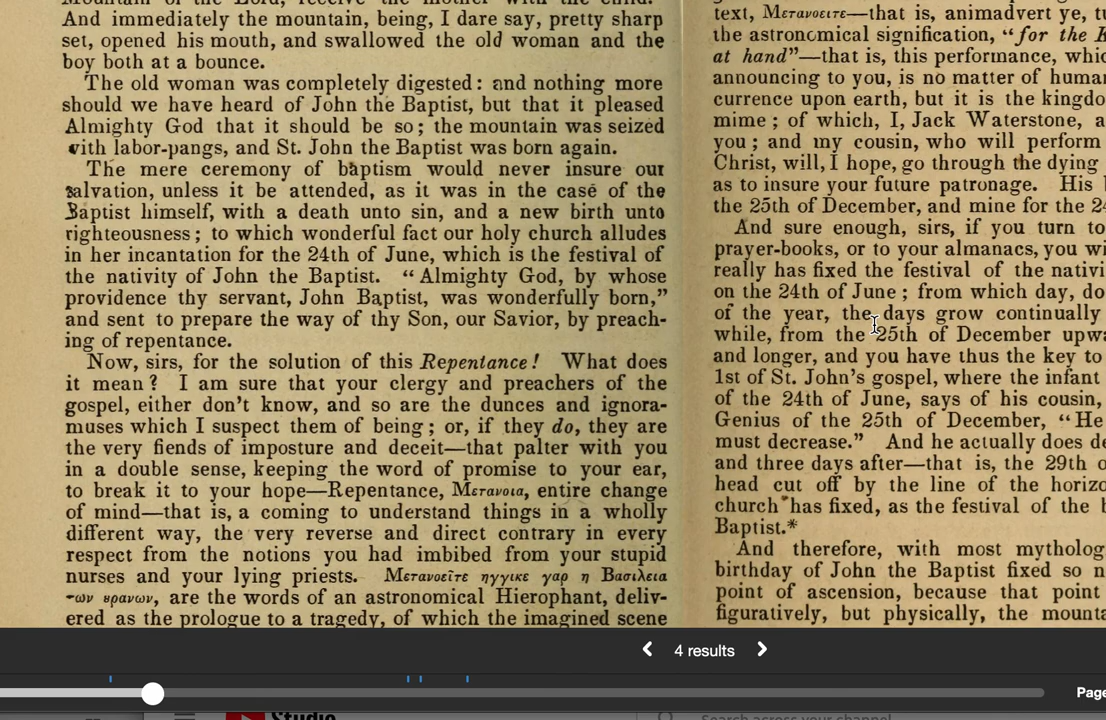 And immediately the mountain, being, I dare say, pretty sharp
set, opened his mouth, and swallowed the old woman and the
boy both at a bounce.
The old woman was completely digested: and nothing more
should we have heard of John the Baptist, but that it pleased
Almighty God that it should be so; the mountain was seized
with labor-pangs, and St. John the Baptist was born again.
The mere ceremony of baptism would never insure our
salvation, unless it be attended, as it was in the case of the
Baptist himself, with a death unto sin, and a new birth unto
righteousness; to which wonderful fact our holy church alludes
in her incantation for the 24th of June, which is the festival of
the nativity of John the Baptist. "Almighty God, by whose
providence thy servant, John Baptist, was wonderfully born,"
and sent to prepare the way of thy Son, our Savior, by preach-
ing of repentance.
Now, sirs, for the solution of this Repentance! What does
it mean? I am sure that your clergy and preachers of the
gospel, either don't know, and so are the dunces and ignora-
muses which I suspect them of being; or, if they do, they are
the very fiends of imposture and deceit—that palter with you
in a double sense, keeping the word of promise to your ear,
to break it to your hope—Repentance, Μετανοια, entire change
of mind—that is, a coming to understand things in a wholly
different way, the very reverse and direct contrary in every
respect from the notions you had imbibed from your stupid
nurses and your lying priests. Μετανοεῖτε ηγγικε γαρ η Βασιλεια
των ȣρανων, are the words of an astronomical Hierophant, deliv-
ered as the prologue to a tragedy, of which the imagined scene
text, Μετανοειτε—that is, animadvert ye,
the astronomical signification, "for the
at hand"—that is, this performance,
announcing to you, is no matter of
currence upon earth, but it is the
mime; of which, I, Jack Waterstone,
you; and my cousin, who will perform
Christ, will, I hope, go through the dying
as to insure your future patronage. His
the 25th of December, and mine for the
And sure enough, sirs, if you turn to
prayer-books, or to your almanacs, you
really has fixed the festival of the
on the 24th of June; from which day,
of the year, the days grow continually
while, from the 25th of December
and longer, and you have thus the key to
1st of St. John's gospel, where the infant
of the 24th of June, says of his cousin,
Genius of the 25th of December, "He
must decrease." And he actually does
and three days after—that is, the 29th
head cut off by the line of the
church has fixed, as the festival of the
Baptist.*
And therefore, with most
birthday of John the Baptist fixed so
point of ascension, because that point
figuratively, but physically, the
4 results
Page
Studio
Search across your channel